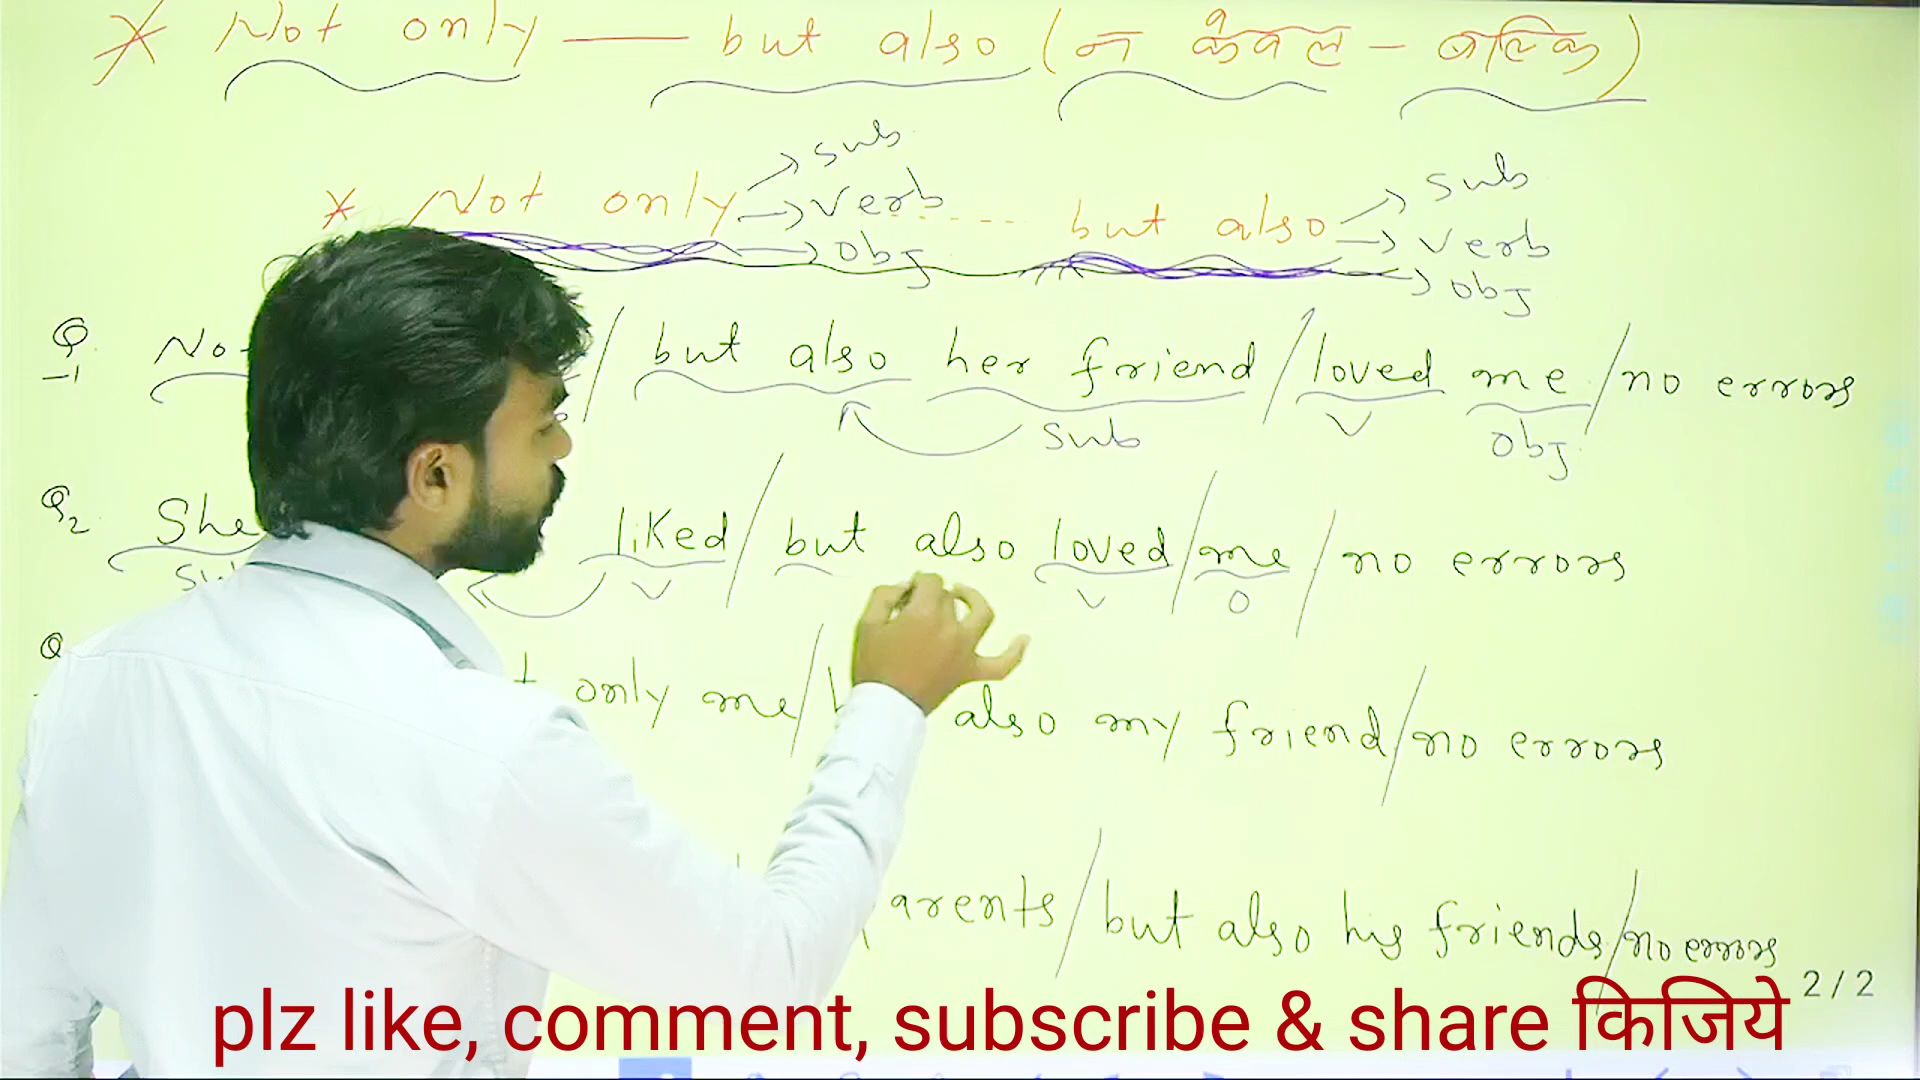 * Not only — but also ( न केवल - बल्कि )
* Not only → sub → verb → obj ---- but also → sub → verb → obj
Q-1 / but also her friend / loved me / no errors
sub V obj
Q2 She liked / but also loved / me / no errors
V V O
Q only me / also my friend / no errors
arents / but also his friends / no errors
2/2
plz like, comment, subscribe & share किजिये